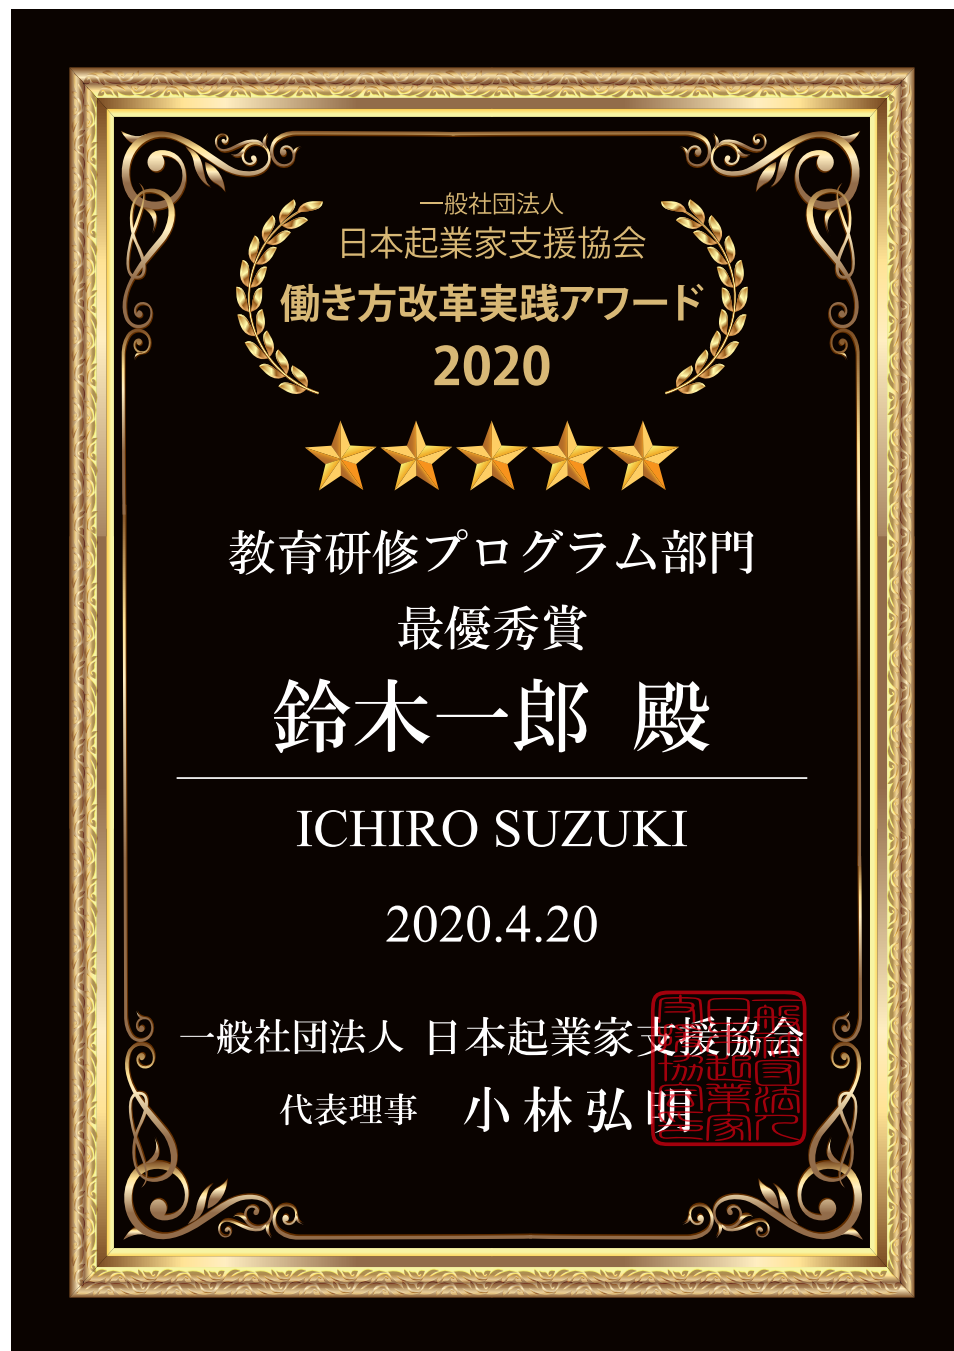 一般社団法人
日本起業家支援協会
働き方改革実践アワード
2020
教育研修プログラム部門
最優秀賞
鈴木一郎 殿
ICHIRO SUZUKI
2020.4.20
一般社団法人 日本起業家支援協会
代表理事 小林弘明